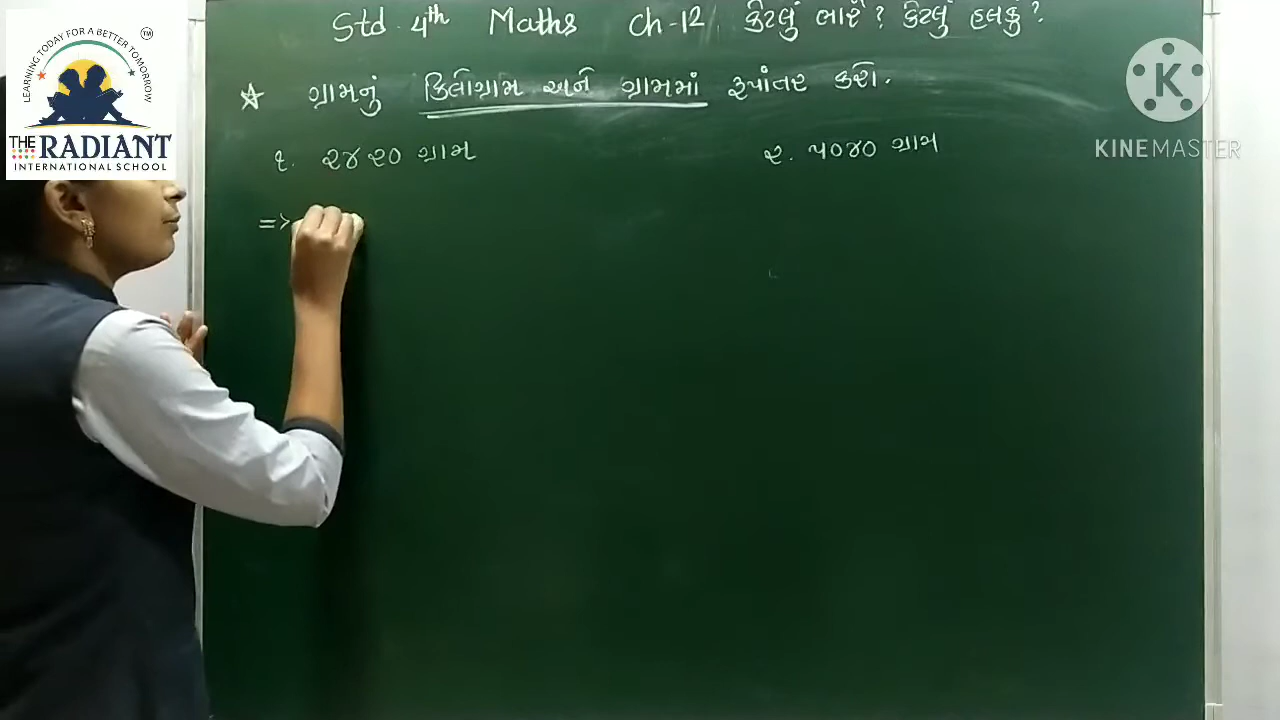 LEARNING TODAY FOR A BETTER TOMORROW
TM
THE RADIANT
INTERNATIONAL SCHOOL
Std. 4th Maths Ch-12 કેટલું ભારે? કેટલું હલકું?
K
KINEMASTER
☆ ગ્રામનું કિલોગ્રામ અને ગ્રામમાં રૂપાંતર કરો.
૧. ૨૪૨૦ ગ્રામ ૨. ૫૦૪૦ ગ્રામ
=>